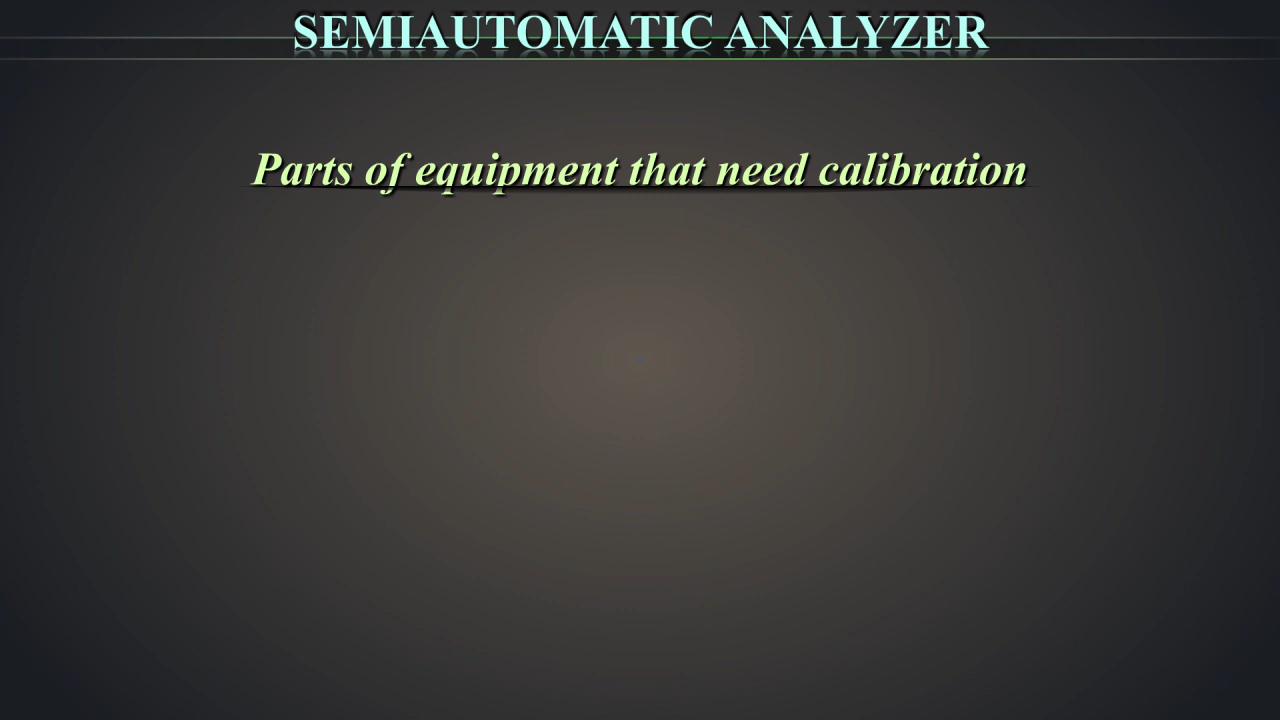 SEMIAUTOMATIC ANALYZER
Parts of equipment that need calibration